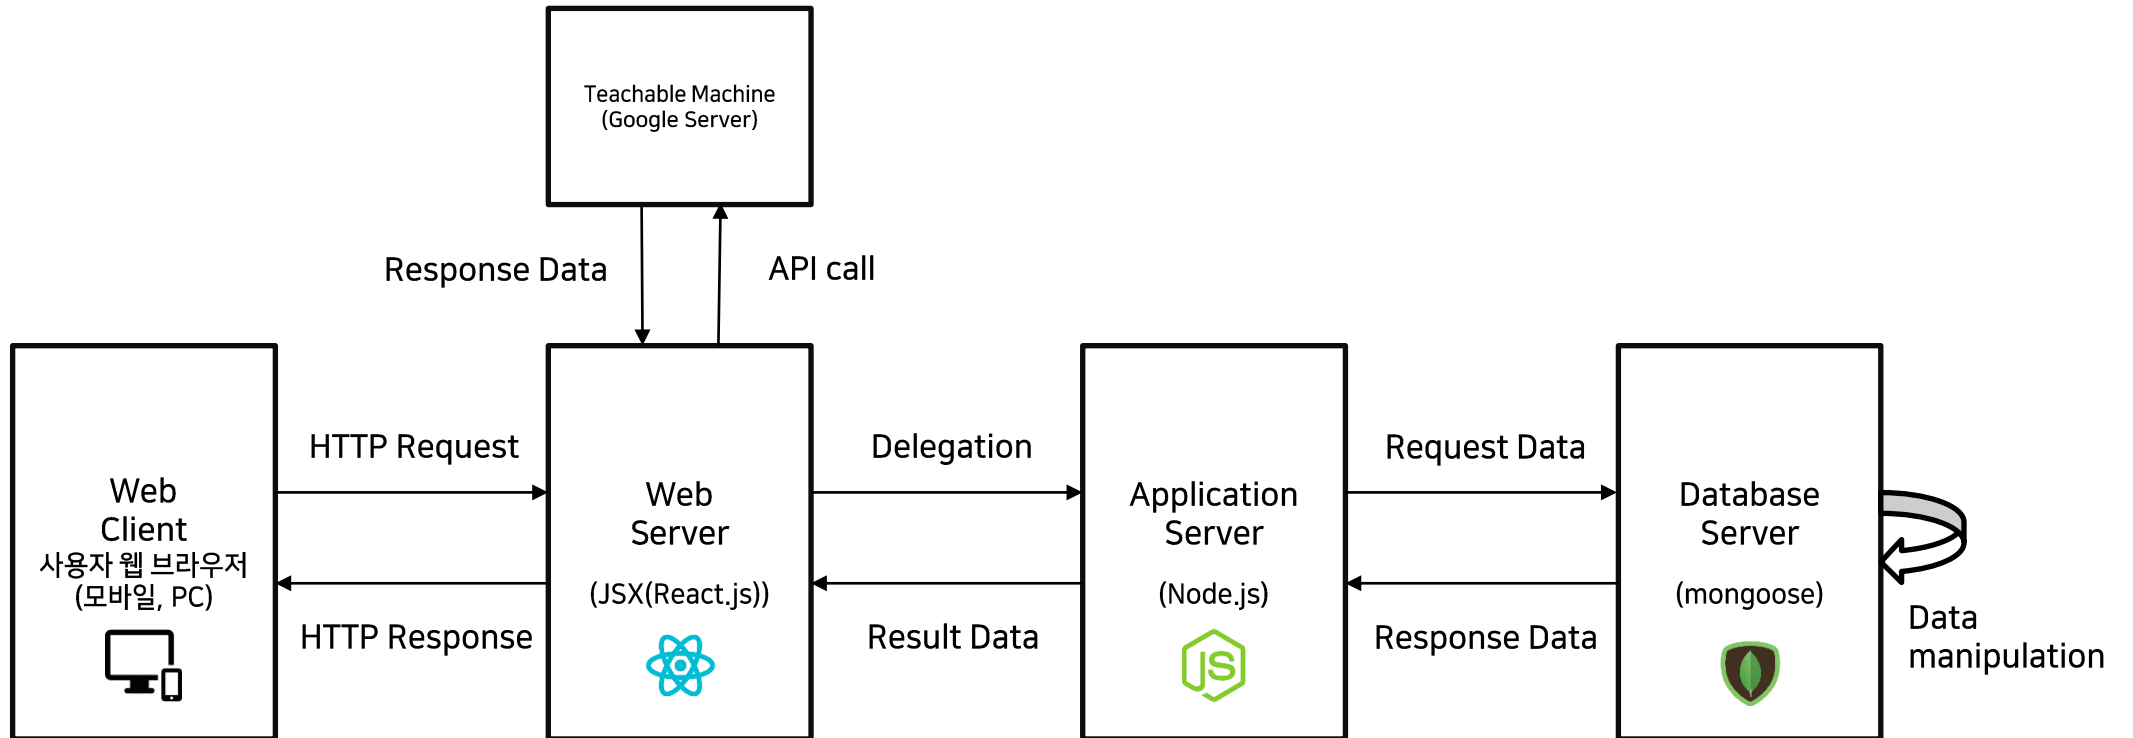 Teachable Machine
(Google Server)
Response Data
API call
HTTP Request
Delegation
Request Data
Web
Client
사용자 웹 브라우저
(모바일, PC)
Web
Server
(JSX(React.js))
Application
Server
(Node.js)
JS
Database
Server
(mongoose)
HTTP Response
Result Data
Response Data
Data
manipulation